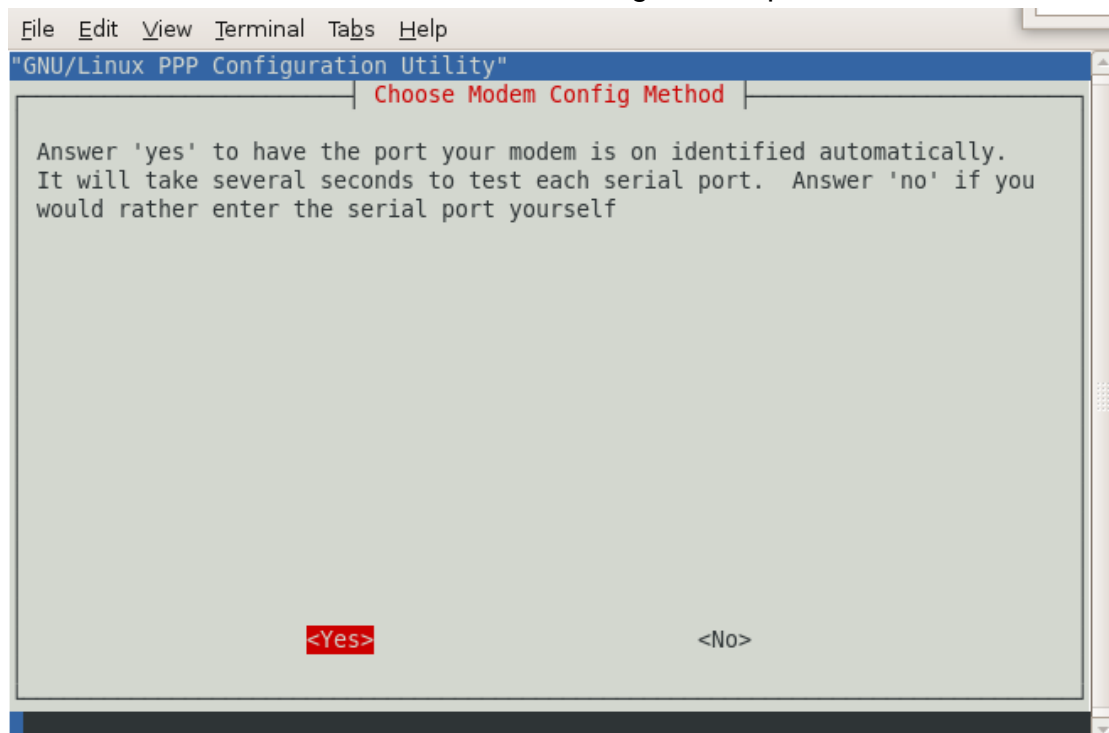 File Edit View Terminal Tabs Help
"GNU/Linux PPP Configuration Utility"
Choose Modem Config Method
Answer 'yes' to have the port your modem is on identified automatically.
It will take several seconds to test each serial port.  Answer 'no' if you
would rather enter the serial port yourself
<Yes> <No>